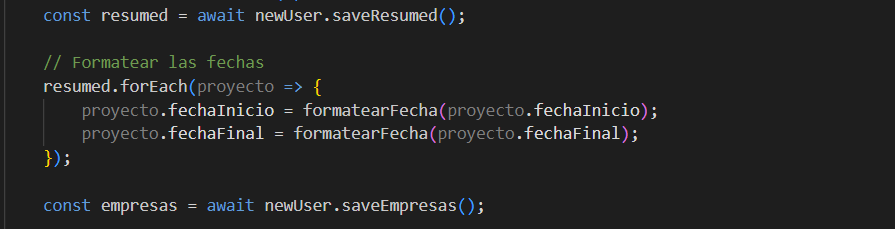 const resumed = await newUser.saveResumed();
// Formatear las fechas
resumed.forEach(proyecto => {
proyecto.fechaInicio = formatearFecha(proyecto.fechaInicio);
proyecto.fechaFinal = formatearFecha(proyecto.fechaFinal);
});
const empresas = await newUser.saveEmpresas();